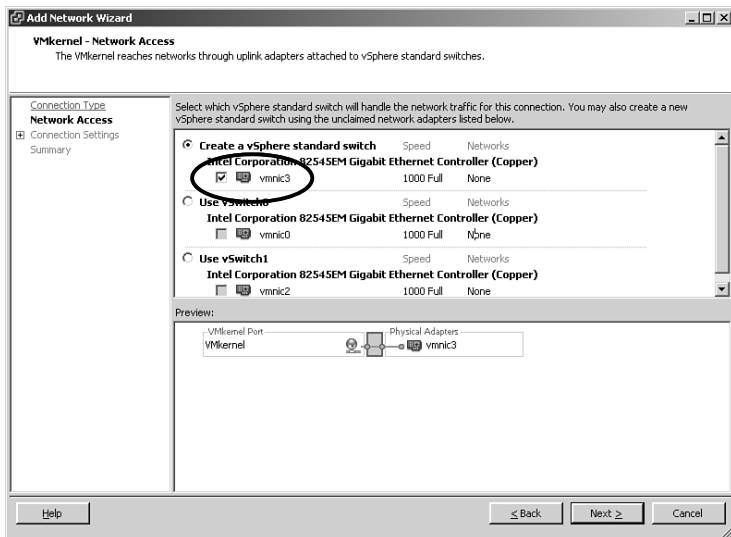 Add Network Wizard
VMkernel - Network Access
The VMkernel reaches networks through uplink adapters attached to vSphere standard switches.
Connection Type
Network Access
Connection Settings
Summary
Select which vSphere standard switch will handle the network traffic for this connection. You may also create a new
vSphere standard switch using the unclaimed network adapters listed below.
Create a vSphere standard switch Speed Networks
Intel Corporation 82545EM Gigabit Ethernet Controller (Copper)
vmnic3 1000 Full None
Use vSwitch0 Speed Networks
Intel Corporation 82545EM Gigabit Ethernet Controller (Copper)
vmnic0 1000 Full None
Use vSwitch1 Speed Networks
Intel Corporation 82545EM Gigabit Ethernet Controller (Copper)
vmnic2 1000 Full None
Preview:
VMkernel Port Physical Adapters
VMkernel vmnic3
Help < Back Next > Cancel